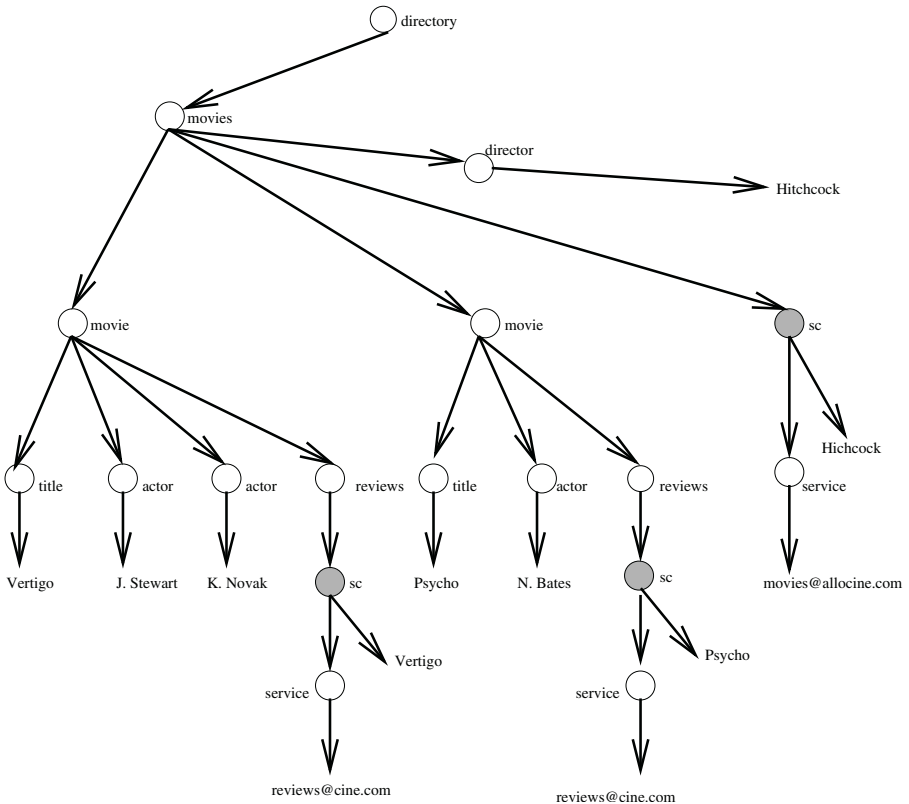 directory
movies
director
Hitchcock
movie
movie
sc
Hichcock
title
actor
actor
reviews
title
actor
reviews
service
Vertigo
J. Stewart
K. Novak
sc
Psycho
N. Bates
sc
movies@allocine.com
Vertigo
Psycho
service
service
reviews@cine.com
reviews@cine.com